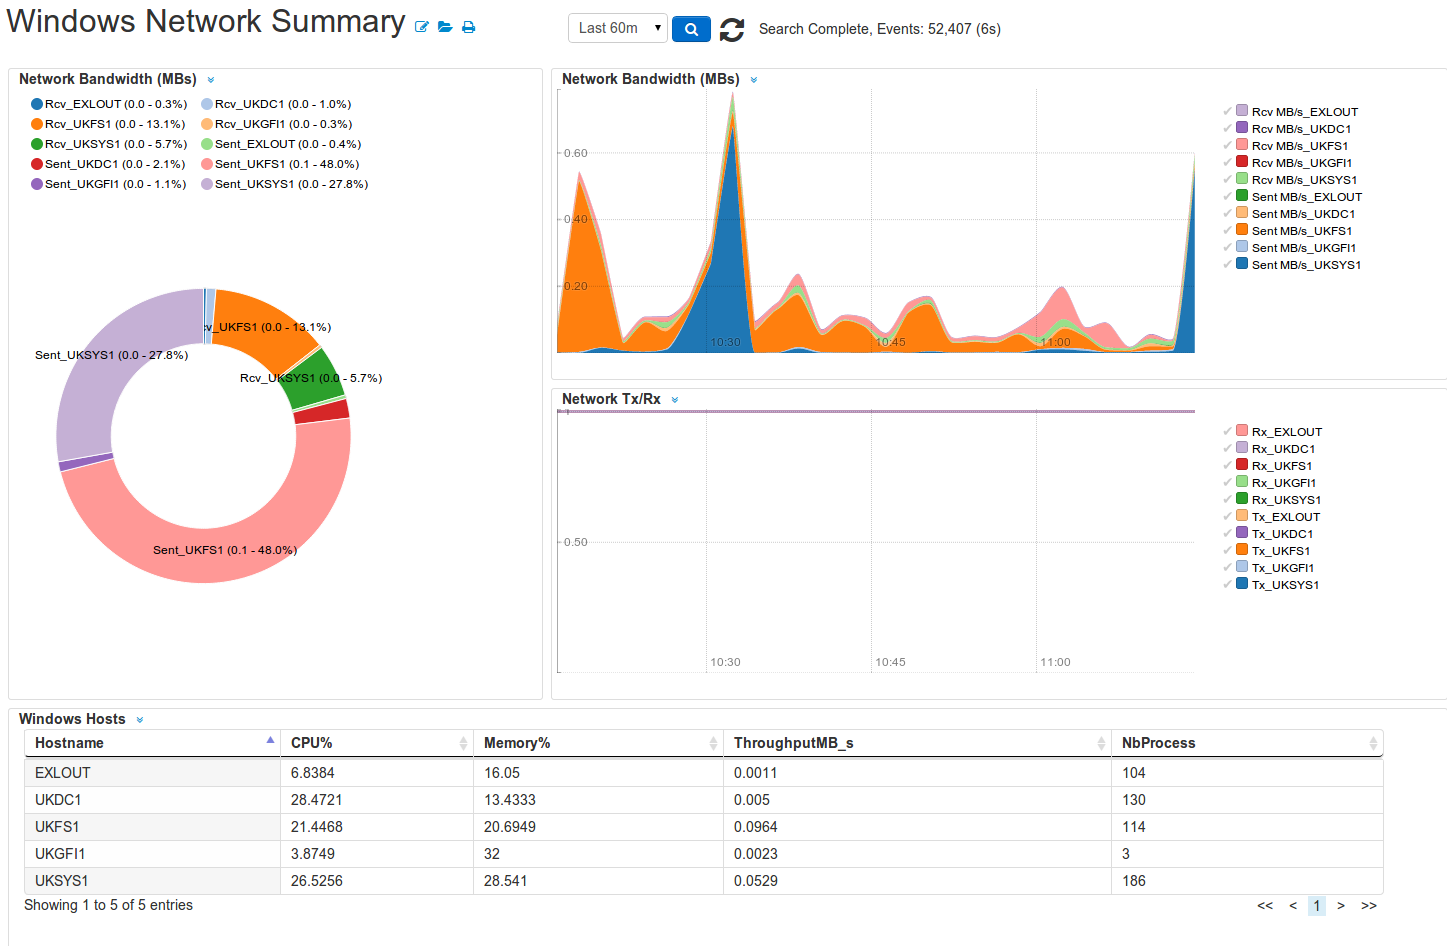 Windows Network Summary
Last 60m
Search Complete, Events: 52,407 (6s)
Network Bandwidth (MBs)
Rcv_EXLOUT (0.0 - 0.3%) Rcv_UKDC1 (0.0 - 1.0%)
Rcv_UKFS1 (0.0 - 13.1%) Rcv_UKGFI1 (0.0 - 0.3%)
Rcv_UKSYS1 (0.0 - 5.7%) Sent_EXLOUT (0.0 - 0.4%)
Sent_UKDC1 (0.0 - 2.1%) Sent_UKFS1 (0.1 - 48.0%)
Sent_UKGFI1 (0.0 - 1.1%) Sent_UKSYS1 (0.0 - 27.8%)
:v_UKFS1 (0.0 - 13.1%)
Sent_UKSYS1 (0.0 - 27.8%)
Rcv_UKSYS1 (0.0 - 5.7%)
Sent_UKFS1 (0.1 - 48.0%)
Network Bandwidth (MBs)
0.60
0.40
0.20
10:30 10:45 11:00
Rcv MB/s_EXLOUT
Rcv MB/s_UKDC1
Rcv MB/s_UKFS1
Rcv MB/s_UKGFI1
Rcv MB/s_UKSYS1
Sent MB/s_EXLOUT
Sent MB/s_UKDC1
Sent MB/s_UKFS1
Sent MB/s_UKGFI1
Sent MB/s_UKSYS1
Network Tx/Rx
1
0.50
10:30 10:45 11:00
Rx_EXLOUT
Rx_UKDC1
Rx_UKFS1
Rx_UKGFI1
Rx_UKSYS1
Tx_EXLOUT
Tx_UKDC1
Tx_UKFS1
Tx_UKGFI1
Tx_UKSYS1
Windows Hosts
Hostname CPU% Memory% ThroughputMB_s NbProcess
EXLOUT 6.8384 16.05 0.0011 104
UKDC1 28.4721 13.4333 0.005 130
UKFS1 21.4468 20.6949 0.0964 114
UKGFI1 3.8749 32 0.0023 3
UKSYS1 26.5256 28.541 0.0529 186
Showing 1 to 5 of 5 entries
<< < 1 > >>